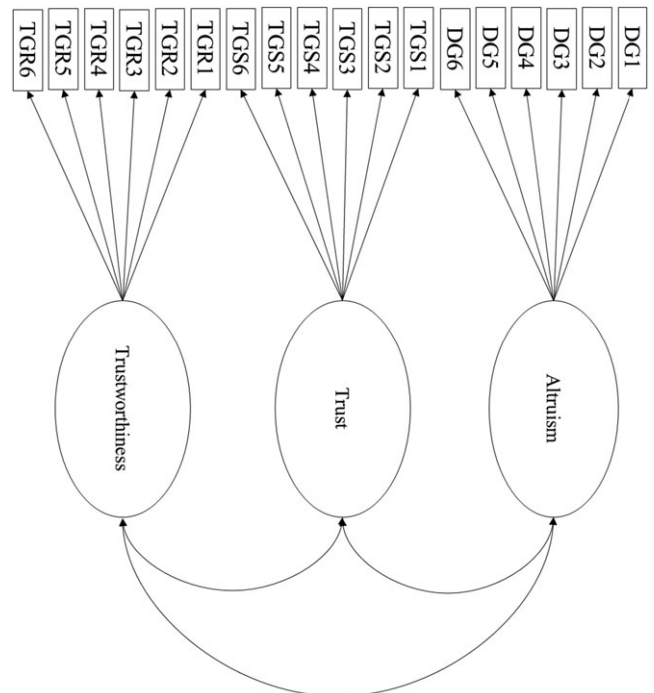 DG1
DG2
DG3
DG4
DG5
DG6
Altruism
TGS1
TGS2
TGS3
TGS4
TGS5
TGS6
Trust
TGR1
TGR2
TGR3
TGR4
TGR5
TGR6
Trustworthiness